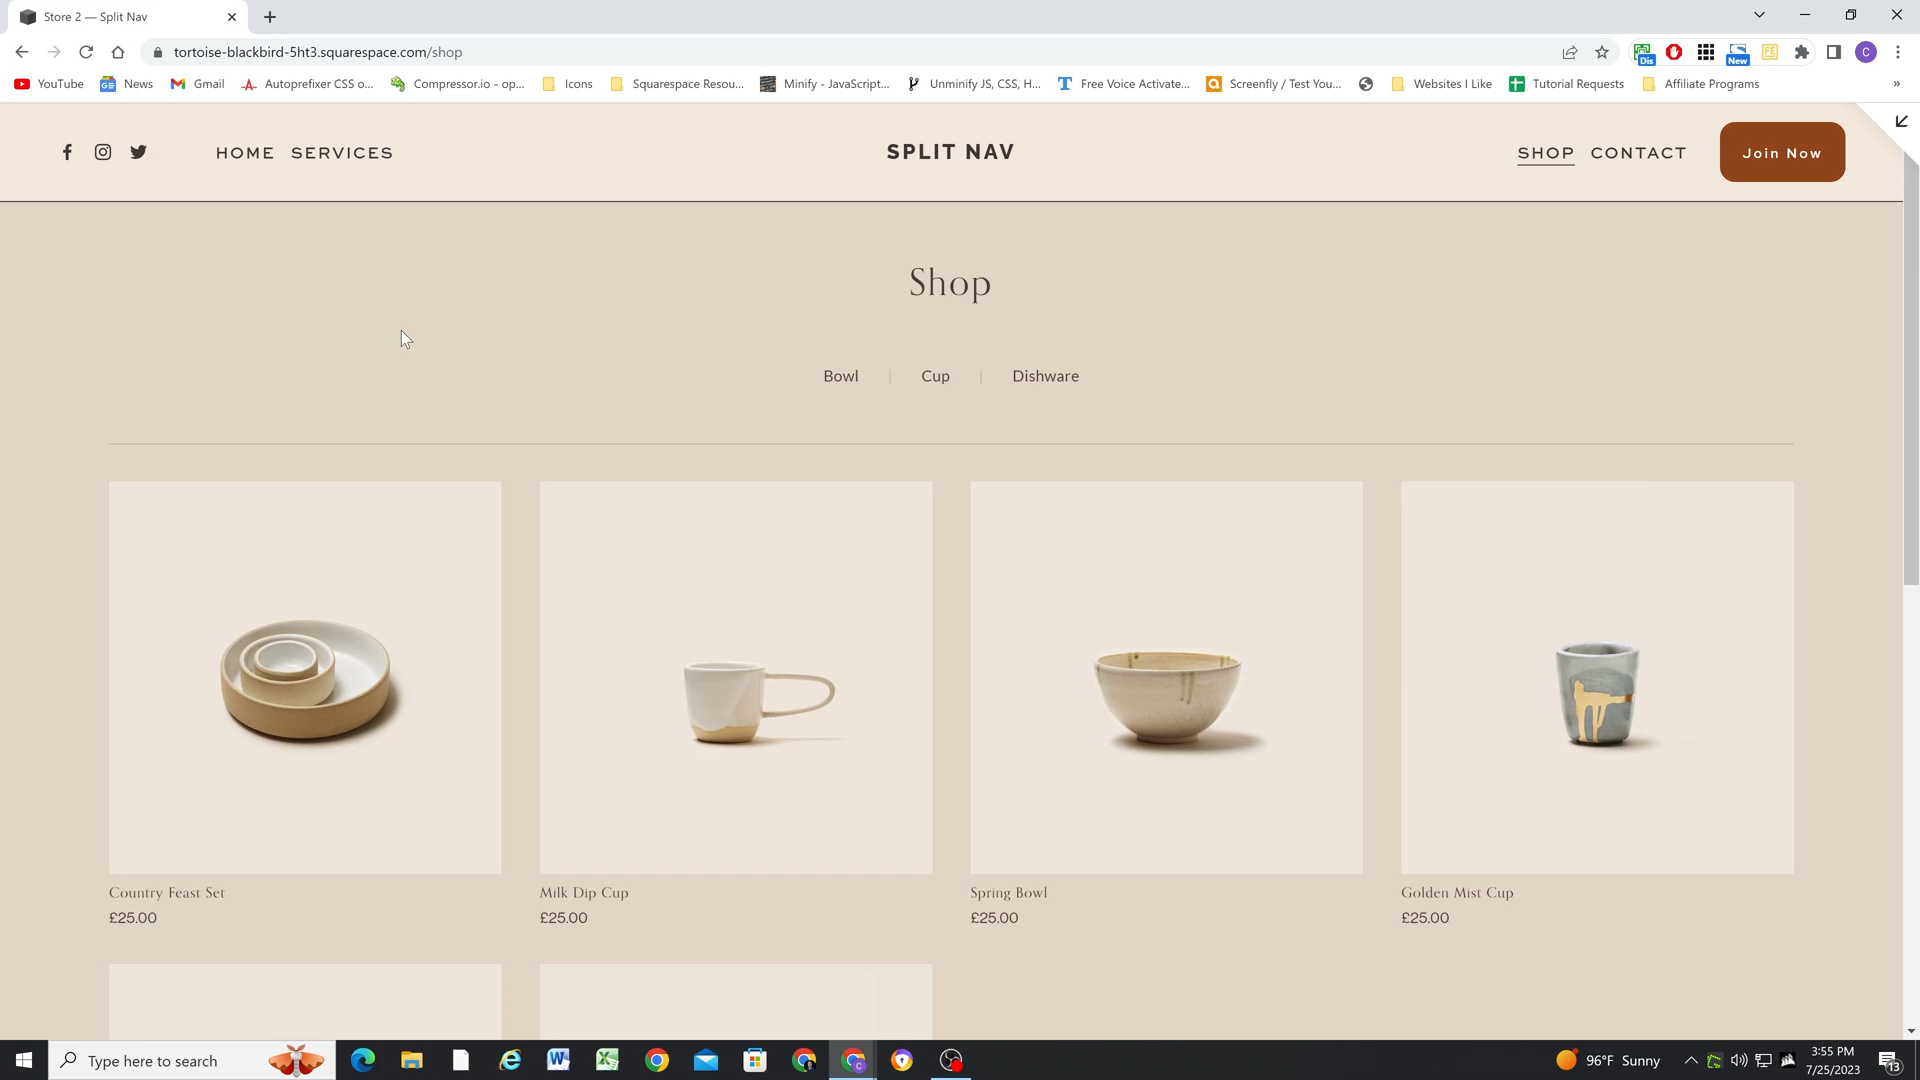 Store 2 — Split Nav
tortoise-blackbird-5ht3.squarespace.com/shop
Dis
New
FE
C
YouTube
News
Gmail
Autoprefixer CSS o...
Compressor.io - op...
Icons
Squarespace Resou...
Minify - JavaScript...
Unminify JS, CSS, H...
Free Voice Activate...
Screenfly / Test You...
Websites I Like
Tutorial Requests
Affiliate Programs
»
HOME SERVICES
SPLIT NAV
SHOP CONTACT
Join Now
Shop
Bowl | Cup | Dishware
Country Feast Set
£25.00
Milk Dip Cup
£25.00
Spring Bowl
£25.00
Golden Mist Cup
£25.00
Type here to search
96°F Sunny
3:55 PM
7/25/2023
13